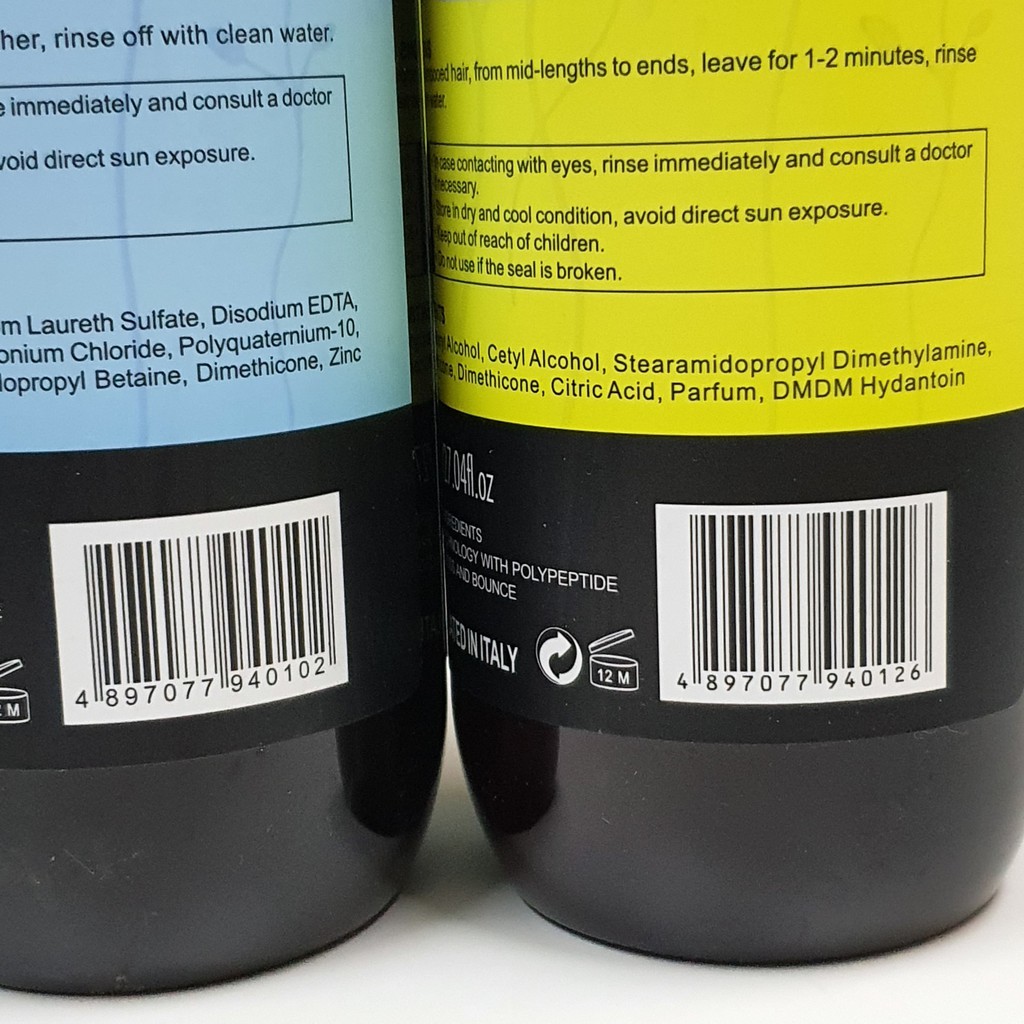 her, rinse off with clean water.
immediately and consult a doctor
void direct sun exposure.
m Laureth Sulfate, Disodium EDTA,
onium Chloride, Polyquaternium-10,
opropyl Betaine, Dimethicone, Zinc
4 897077 940102
M
hair, from mid-lengths to ends, leave for 1-2 minutes, rinse
case contacting with eyes, rinse immediately and consult a doctor
necessary.
Store in dry and cool condition, avoid direct sun exposure.
Keep out of reach of children.
Do not use if the seal is broken.
Alcohol, Cetyl Alcohol, Stearamidopropyl Dimethylamine,
Dimethicone, Citric Acid, Parfum, DMDM Hydantoin
7.04fl.oz
EDIENTS
NOLOGY WITH POLYPEPTIDE
AND BOUNCE
TED IN ITALY
12 M
4 897077 940126